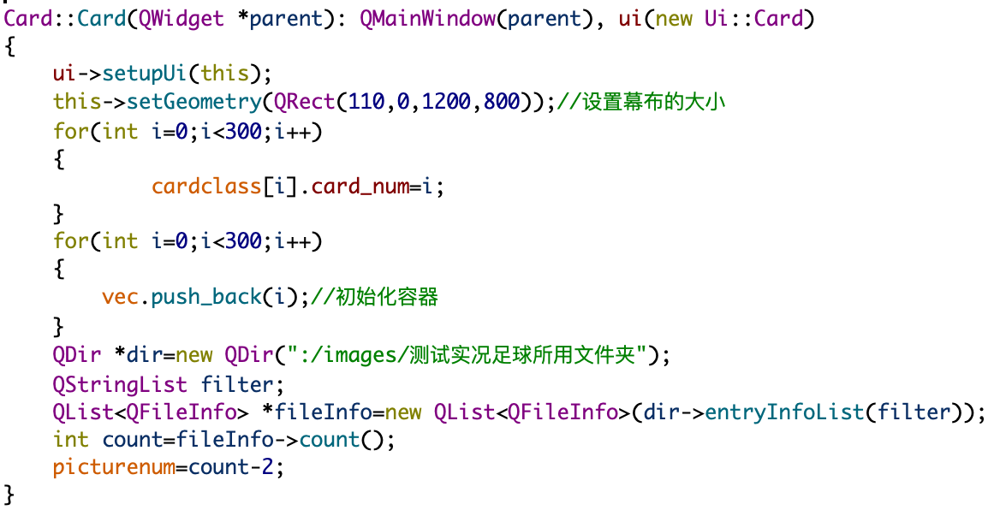 Card::Card(QWidget *parent): QMainWindow(parent), ui(new Ui::Card)
{
    ui->setupUi(this);
    this->setGeometry(QRect(110,0,1200,800));//设置幕布的大小
    for(int i=0;i<300;i++)
    {
            cardclass[i].card_num=i;
    }
    for(int i=0;i<300;i++)
    {
        vec.push_back(i);//初始化容器
    }
    QDir *dir=new QDir(":/images/测试实况足球所用文件夹");
    QStringList filter;
    QList<QFileInfo> *fileInfo=new QList<QFileInfo>(dir->entryInfoList(filter));
    int count=fileInfo->count();
    picturenum=count-2;
}